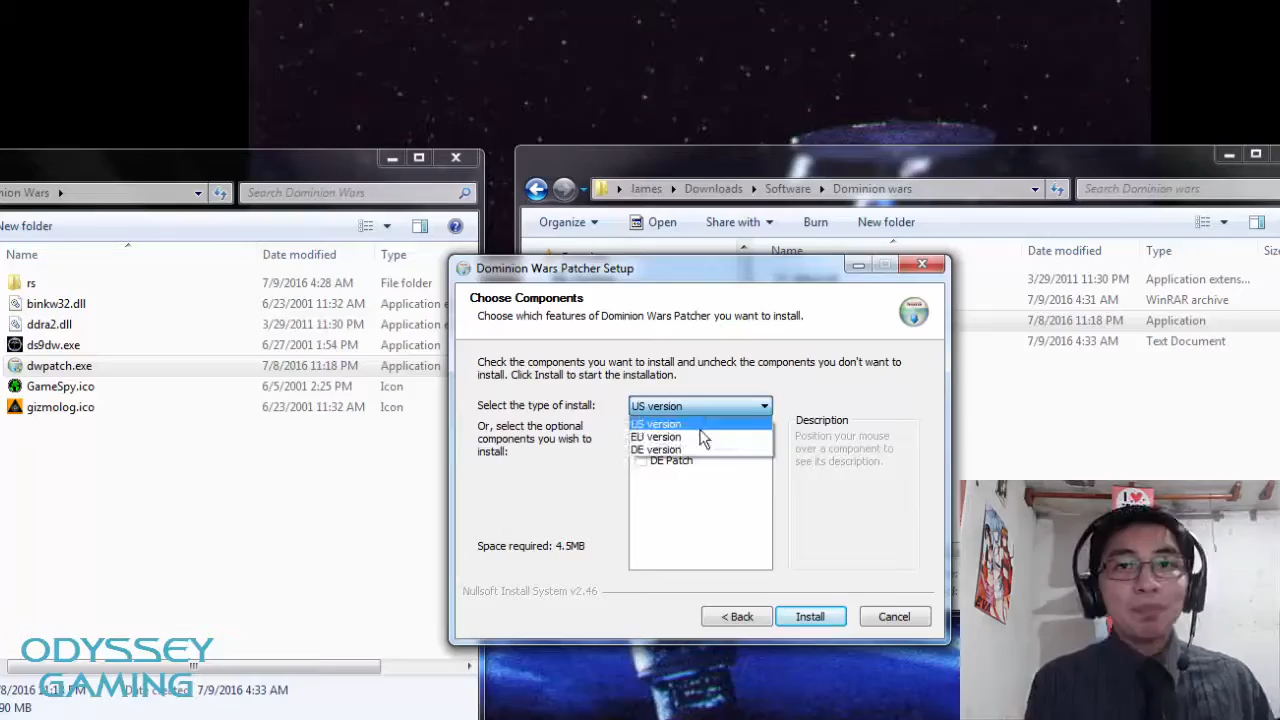 nion Wars
Search Dominion Wars
New folder
Name
Date modified
Type
rs
7/9/2016 4:28 AM
File folder
binkw32.dll
6/23/2001 11:32 AM
Application e
ddra2.dll
3/29/2011 11:30 PM
Application e
ds9dw.exe
6/27/2001 1:54 PM
Application
dwpatch.exe
7/8/2016 11:18 PM
Application
GameSpy.ico
6/5/2001 2:25 PM
Icon
gizmolog.ico
6/23/2001 11:32 AM
Icon
James
Downloads
Software
Dominion wars
Search Dominion wars
Organize
Open
Share with
Burn
New folder
Name
Date modified
Type
Size
3/29/2011 11:30 PM
Application extens...
7/9/2016 4:31 AM
WinRAR archive
7/8/2016 11:18 PM
Application
7/9/2016 4:33 AM
Text Document
Dominion Wars Patcher Setup
Choose Components
Choose which features of Dominion Wars Patcher you want to install.
Check the components you want to install and uncheck the components you don't want to
install. Click Install to start the installation.
Select the type of install:
US version
US version
EU version
DE version
Or, select the optional
components you wish to
install:
DE Patch
Description
Position your mouse
over a component to
see its description.
Space required: 4.5MB
Nullsoft Install System v2.46
< Back
Install
Cancel
I
ODYSSEY
GAMING
7/9/2016 4:33 AM